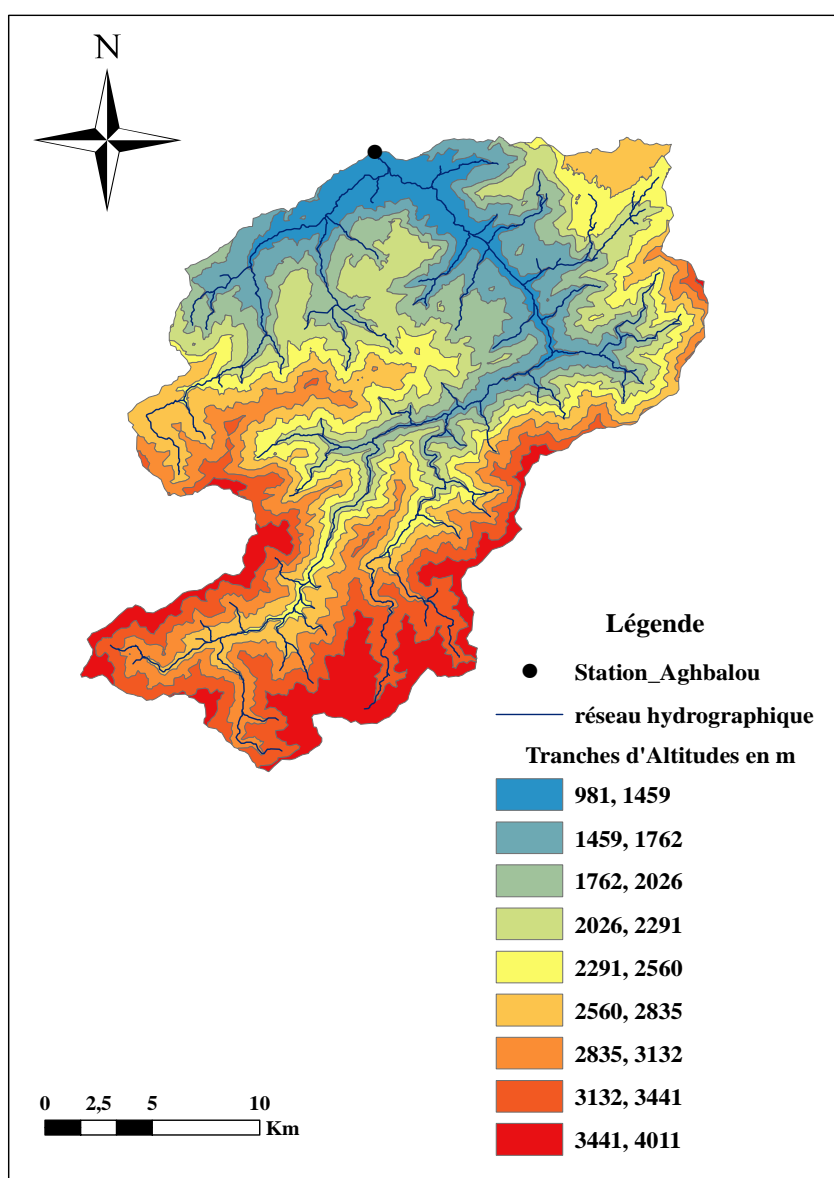 N
Légende
Station_Aghbalou
réseau hydrographique
Tranches d'Altitudes en m
981, 1459
1459, 1762
1762, 2026
2026, 2291
2291, 2560
2560, 2835
2835, 3132
3132, 3441
3441, 4011
0 2,5 5 10
Km